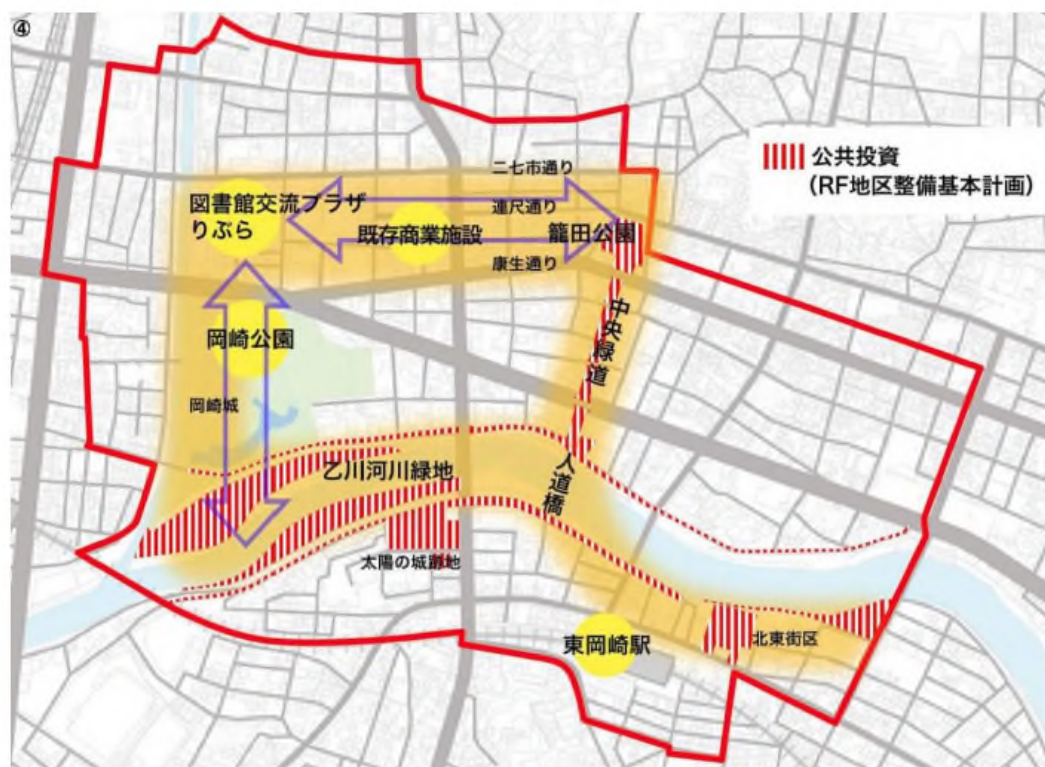 ④
公共投資
(RF地区整備基本計画)
二七市通り
図書館交流プラザ
りぶら
連尺通り
既存商業施設
籠田公園
康生通り
中央緑道
岡崎公園
岡崎城
乙川河川緑地
人道橋
太陽の城跡地
東岡崎駅
北東街区